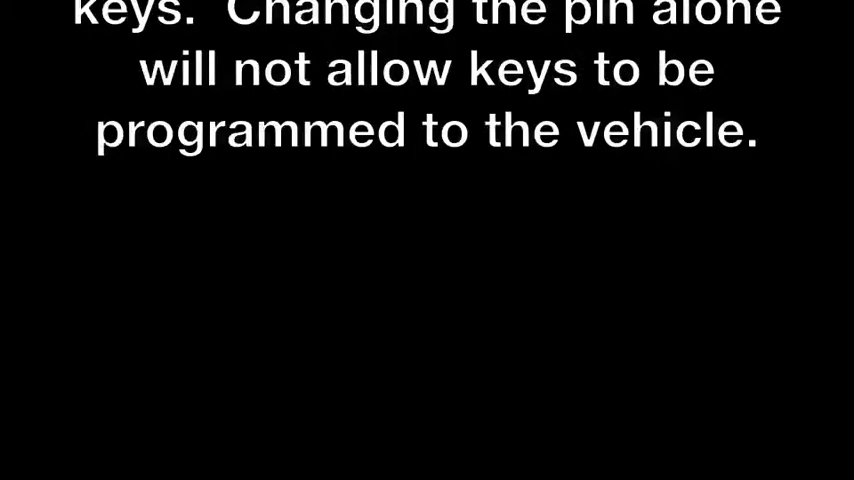 keys.  Changing the pin alone
will not allow keys to be
programmed to the vehicle.